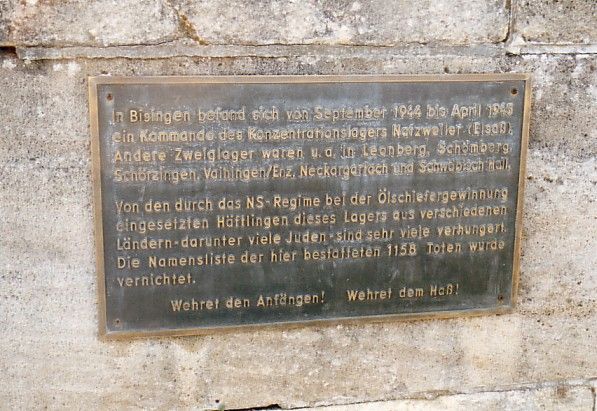 In Bisingen befand sich von September 1944 bis April 1945
ein Kommando des Konzentrationslagers Natzweiler (Elsaß).
Andere Zweiglager waren u.a. in Leonberg, Schömberg,
Schörzingen, Vaihingen/Enz, Neckargartach und Schwäbisch Hall.
Von den durch das NS-Regime bei der Ölschiefergewinnung
eingesetzten Häftlingen dieses Lagers aus verschiedenen
Ländern-darunter viele Juden-sind sehr viele verhungert.
Die Namensliste der hier bestatteten 1158 Toten wurde
vernichtet.
Wehret den Anfängen! Wehret dem Haß!